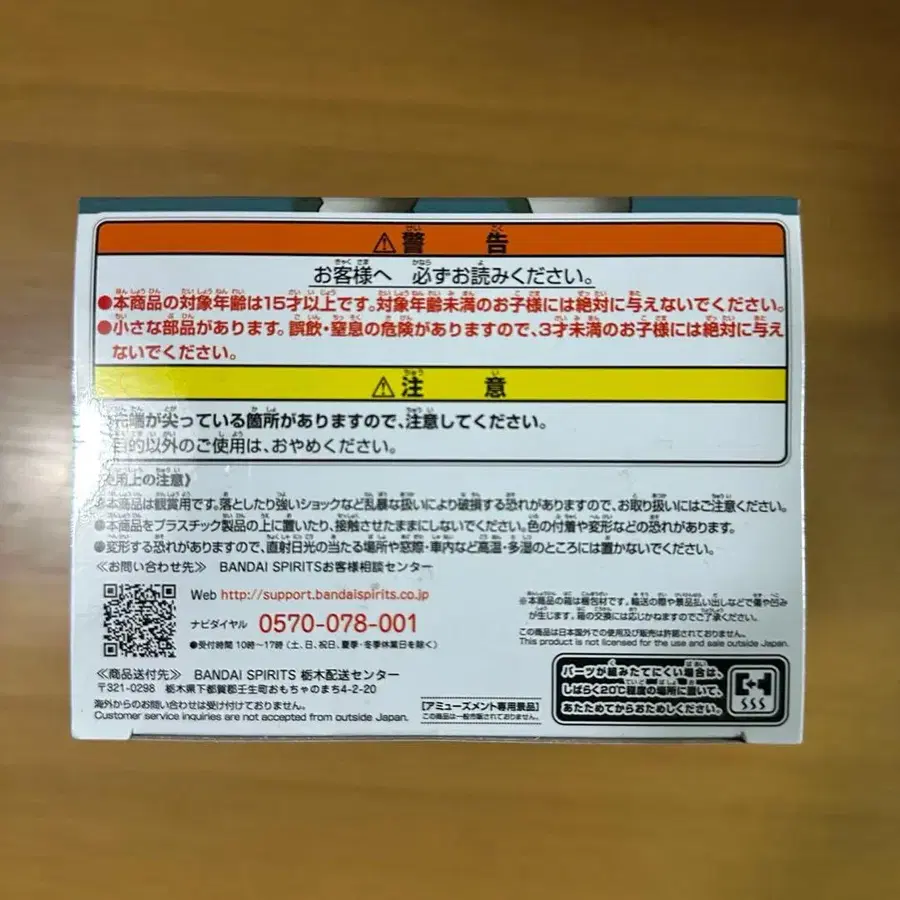 ⚠警告
お客様へ 必ずお読みください。
●本商品の対象年齢は15才以上です。対象年齢未満のお子様には絶対に与えないでください。
●小さな部品があります。誤飲・窒息の危険がありますので、3才未満のお子様には絶対に与え
ないでください。
⚠注意
先端が尖っている箇所がありますので、注意してください。
目的以外のご使用は、おやめください。
使用上の注意》
●本商品は観賞用です。落としたり強いショックなど乱暴な扱いにより破損する恐れがありますので、お取り扱いにはご注意ください。
●本商品をプラスチック製品の上に置いたり、接触させたままにしないでください。色の付着や変形などの恐れがあります。
●変形する恐れがありますので、直射日光の当たる場所や窓際・車内など高温・多湿のところには置かないでください。
≪お問い合わせ先≫ BANDAI SPIRITSお客様相談センター
Web http://support.bandaispirits.co.jp
ナビダイヤル 0570-078-001
●受付時間 10時〜17時(土、日、祝日、夏季・冬季休業日を除く)
※本商品の箱は梱包材です。輸送の際や景品払い出しなどで傷や凹み
が生じます。箱の交換には応じかねますのでご了承ください。
この商品は日本国外での使用及び販売は許諾されておりません。
This product is not licensed for the use and sale outside Japan.
≪商品送付先≫ BANDAI SPIRITS 栃木配送センター
〒321-0298 栃木県下都賀郡壬生町おもちゃのまち4-2-20
海外からのお問い合わせは受け付けておりません。
Customer service inquiries are not accepted from outside Japan.
【アミューズメント専用景品】
この商品は一般市販されておりません。
パーツが組みたてにくい場合は、
しばらく20℃程度の場所に置いて、
あたためてからおためしください。